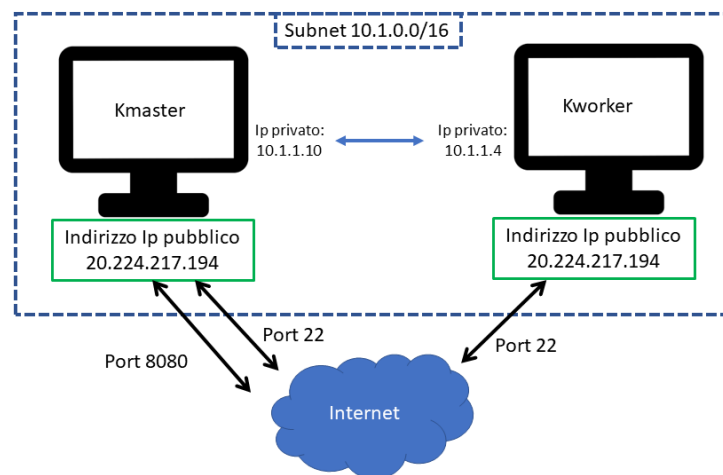 Subnet 10.1.0.0/16
Kmaster
Kworker
Ip privato:
10.1.1.10
Ip privato:
10.1.1.4
Indirizzo Ip pubblico
20.224.217.194
Indirizzo Ip pubblico
20.224.217.194
Port 22
Port 8080
Port 22
Internet